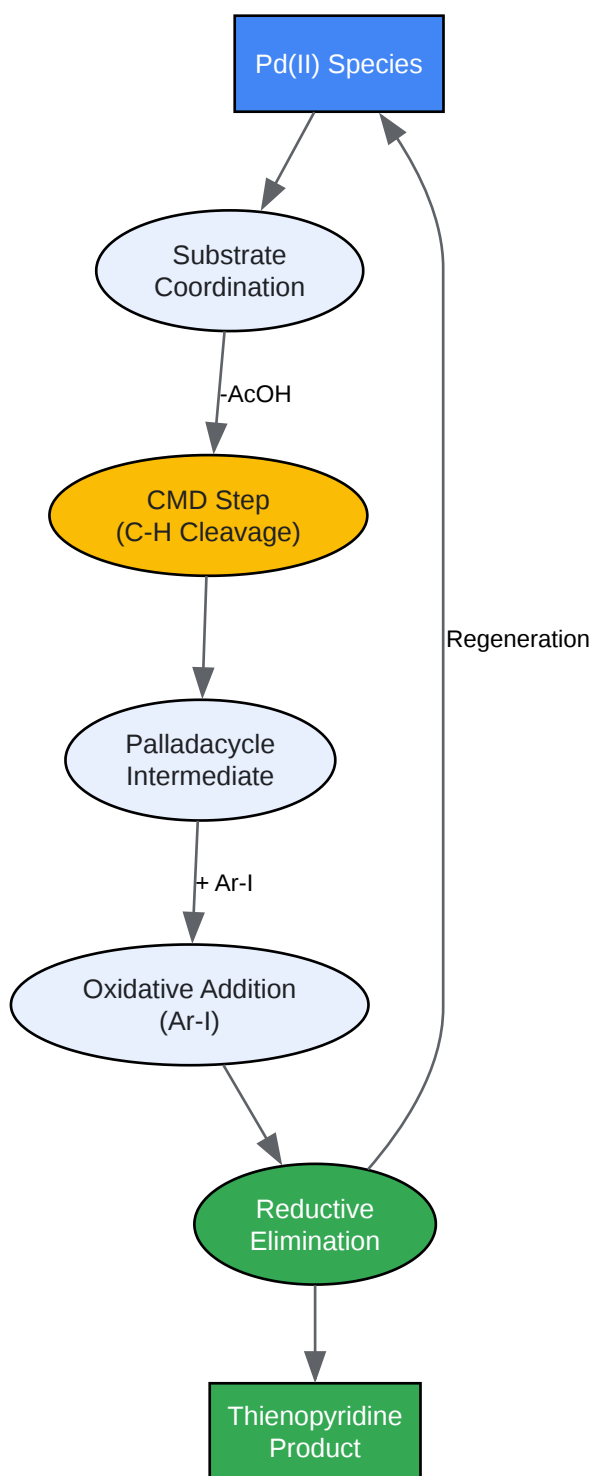 Pd(II) Species
Substrate
Coordination
-AcOH
CMD Step
(C-H Cleavage)
Regeneration
Palladacycle
Intermediate
+ Ar-I
Oxidative Addition
(Ar-I)
Reductive
Elimination
Thienopyridine
Product